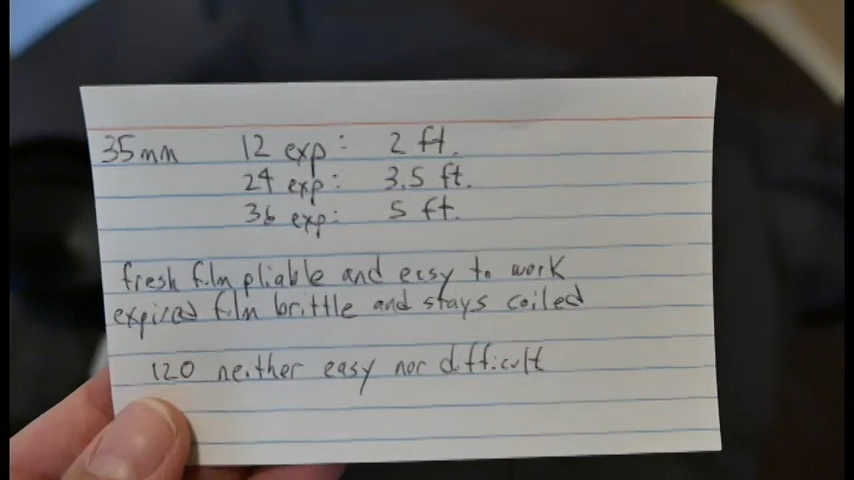 35mm 12 exp: 2 ft.
24 exp: 3.5 ft.
36 exp: 5 ft.
fresh film pliable and easy to work
expired film brittle and stays coiled
120 neither easy nor difficult